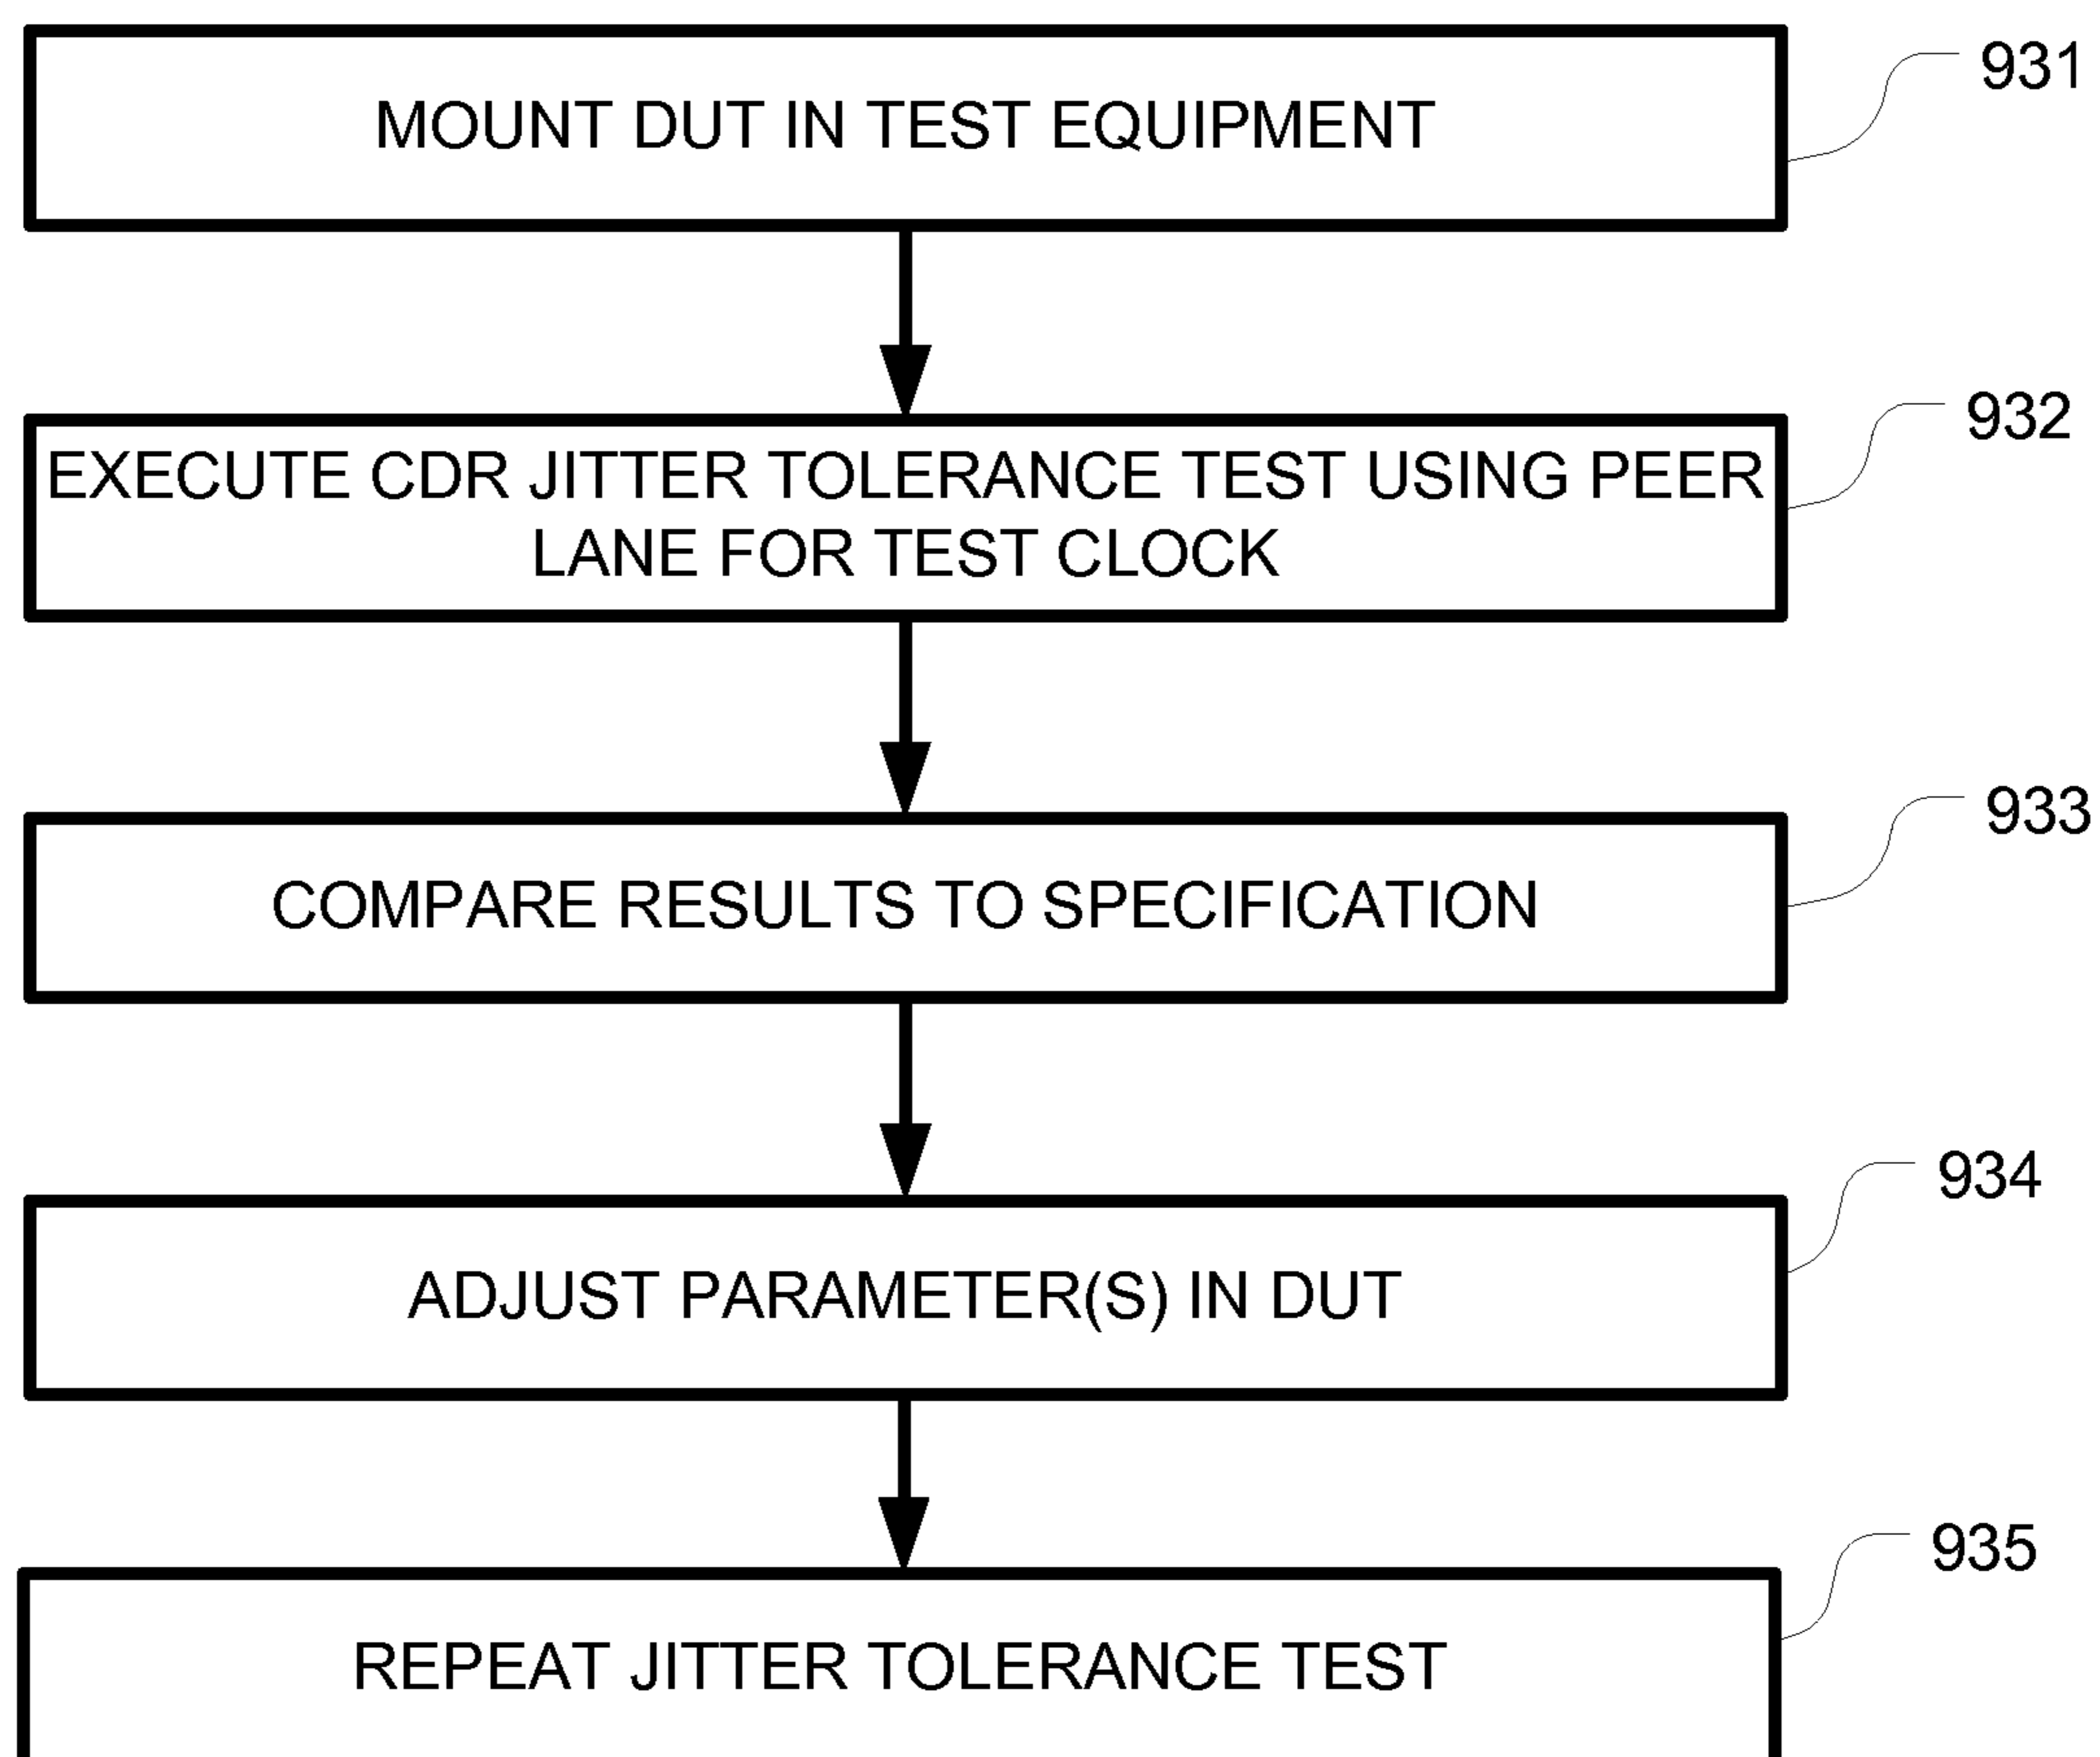 931
MOUNT DUT IN TEST EQUIPMENT
932
EXECUTE CDR JITTER TOLERANCE TEST USING PEER
LANE FOR TEST CLOCK
933
COMPARE RESULTS TO SPECIFICATION
934
ADJUST PARAMETER(S) IN DUT
935
REPEAT JITTER TOLERANCE TEST